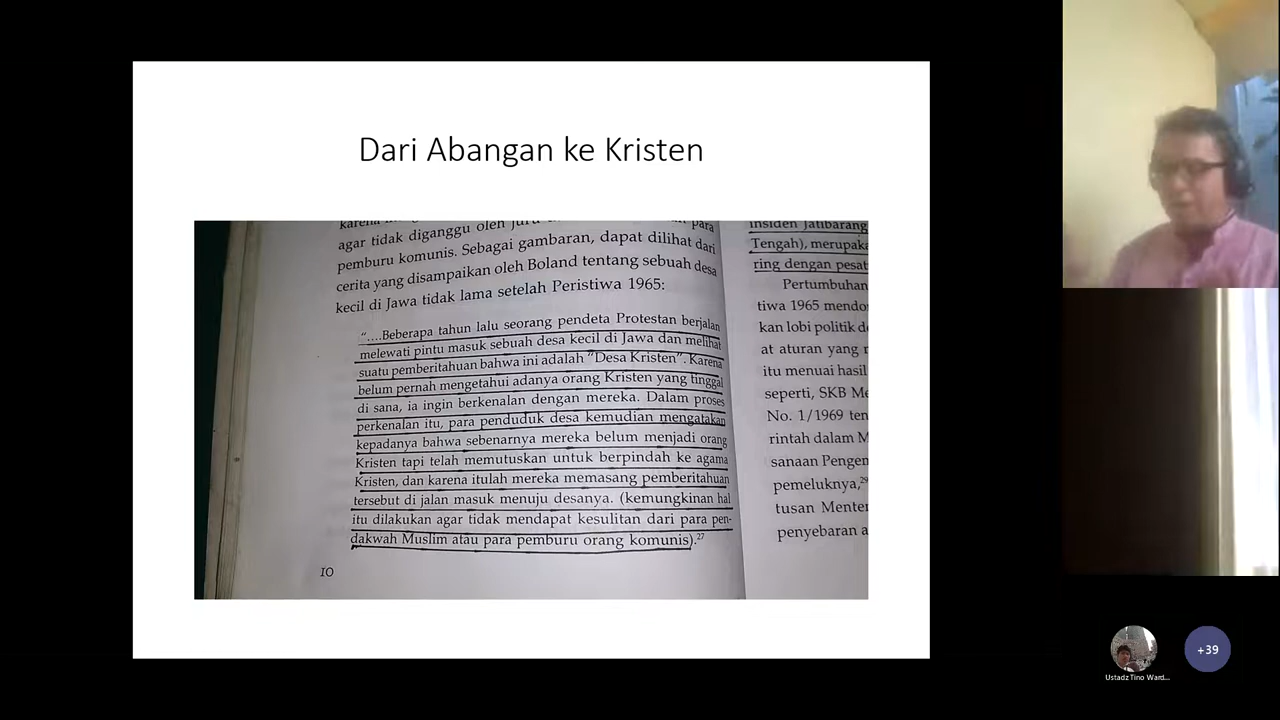 Dari Abangan ke Kristen
agar tidak diganggu oleh para
pemburu komunis. Sebagai gambaran, dapat dilihat dari
cerita yang disampaikan oleh Boland tentang sebuah desa
kecil di Jawa tidak lama setelah Peristiwa 1965:
“....Beberapa tahun lalu seorang pendeta Protestan berjalan
melewati pintu masuk sebuah desa kecil di Jawa dan melihat
suatu pemberitahuan bahwa ini adalah “Desa Kristen”. Karena
belum pernah mengetahui adanya orang Kristen yang tinggal
di sana, ia ingin berkenalan dengan mereka. Dalam proses
perkenalan itu, para penduduk desa kemudian mengatakan
kepadanya bahwa sebenarnya mereka belum menjadi orang
Kristen tapi telah memutuskan untuk berpindah ke agama
Kristen, dan karena itulah mereka memasang pemberitahuan
tersebut di jalan masuk menuju desanya. (kemungkinan hal
itu dilakukan agar tidak mendapat kesulitan dari para pen-
dakwah Muslim atau para pemburu orang komunis).27
10
insiden Jatibarang
Tengah), merupaka
ring dengan pesat
Pertumbuhan
tiwa 1965 mendo
kan lobi politik d
at aturan yang
itu menuai hasil
seperti, SKB Me
No. 1/1969 ten
rintah dalam M
sanaan Pengem
pemeluknya,29
tusan Menter
penyebaran a
Ustadz Tino Ward...
+39